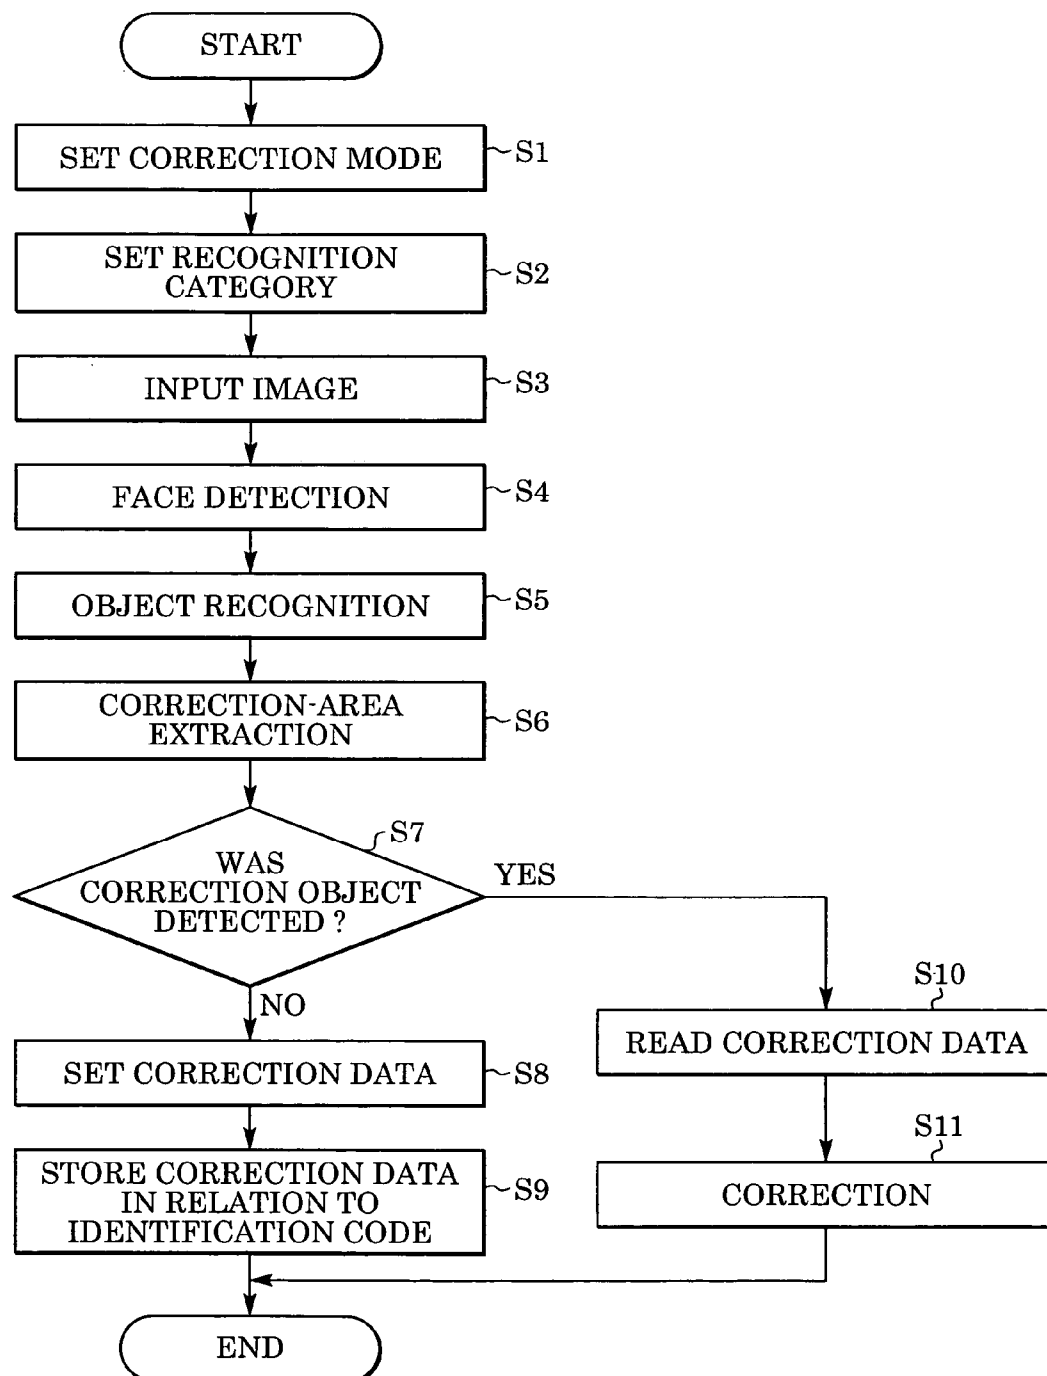 START
SET CORRECTION MODE
S1
SET RECOGNITION
CATEGORY
S2
INPUT IMAGE
S3
FACE DETECTION
S4
OBJECT RECOGNITION
S5
CORRECTION-AREA
EXTRACTION
S6
S7
WAS
CORRECTION OBJECT
DETECTED ?
YES
NO
SET CORRECTION DATA
S8
STORE CORRECTION DATA
IN RELATION TO
IDENTIFICATION CODE
S9
S10
READ CORRECTION DATA
S11
CORRECTION
END